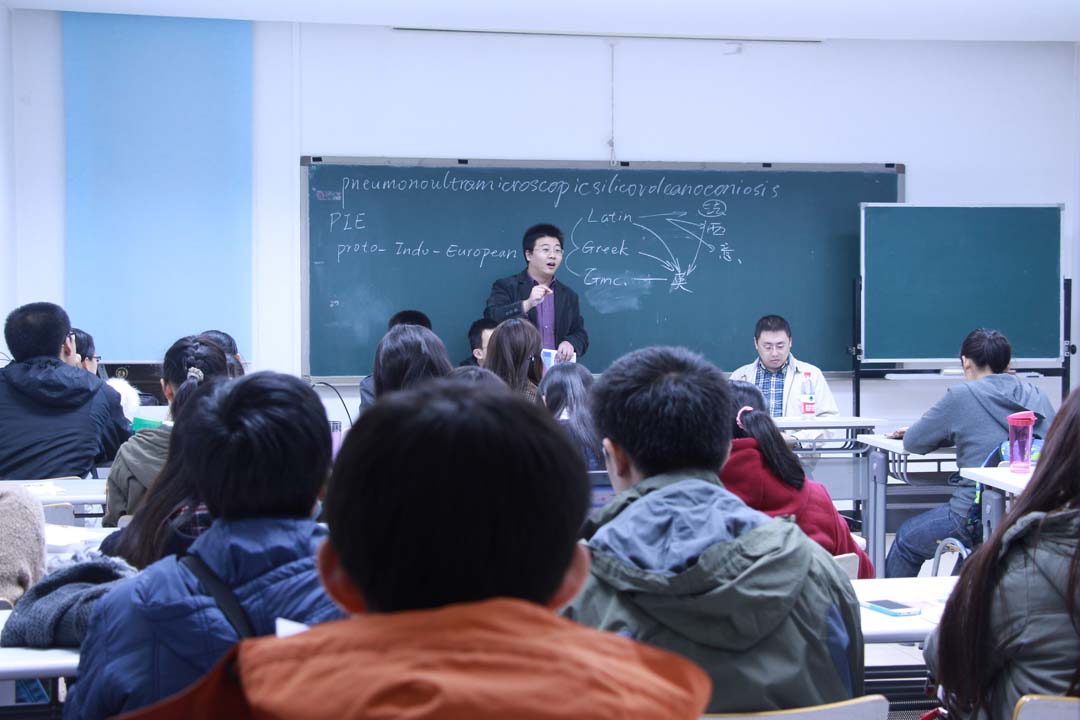 pneumonoultramicroscopicsilicovolcanoconiosis
PIE
proto-Indo-European
Latin
Greek
Gmc.
法
西
意
英